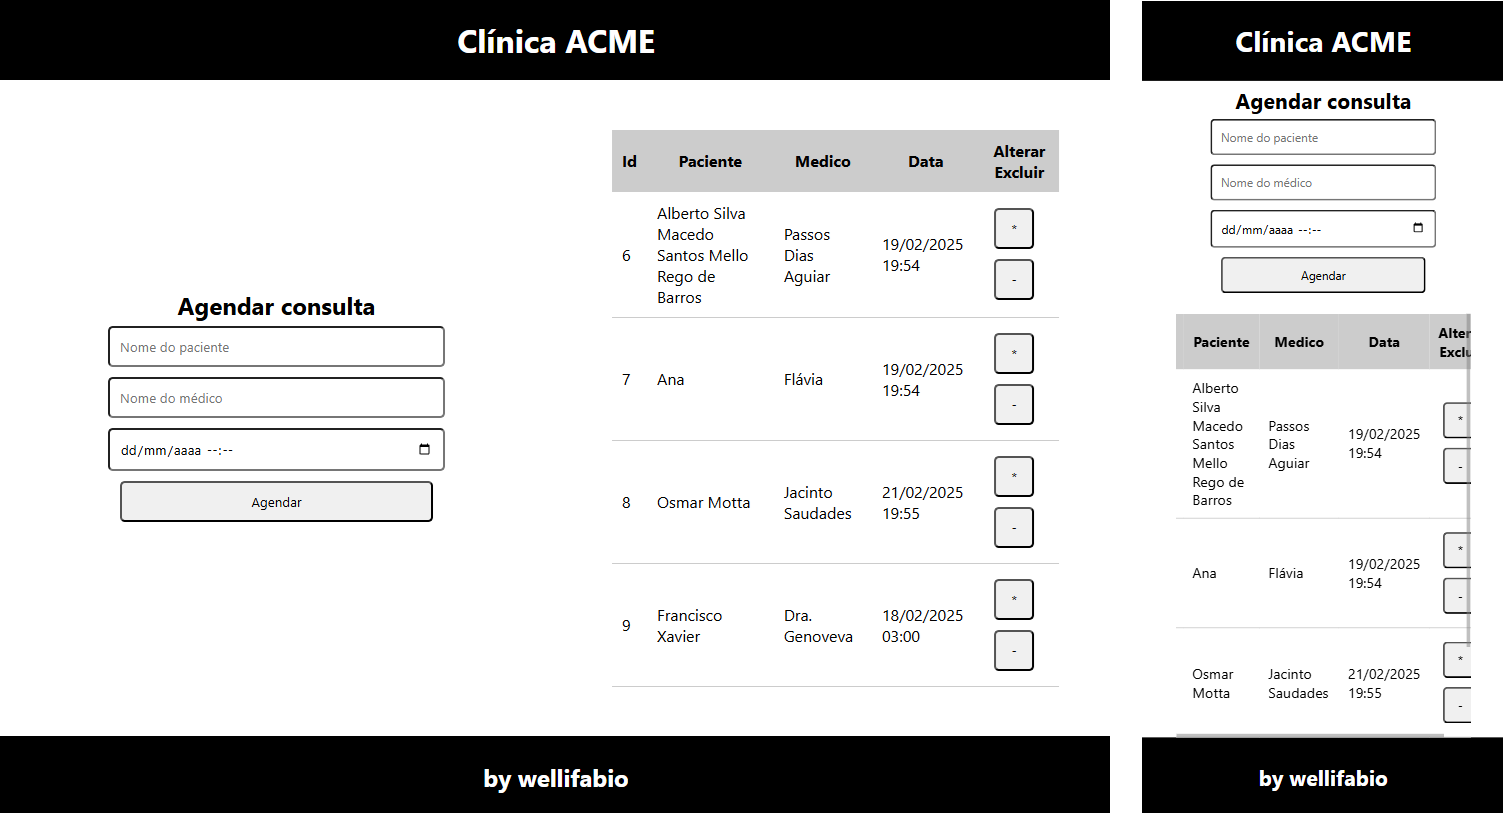 Clínica ACME
Agendar consulta
Nome do paciente
Nome do médico
dd/mm/aaaa --:--
Agendar
Id Paciente Medico Data Alterar
Excluir
6 Alberto Silva
Macedo
Santos Mello
Rego de
Barros
Passos
Dias
Aguiar
19/02/2025
19:54
*
-
7 Ana Flávia 19/02/2025
19:54
*
-
8 Osmar Motta Jacinto
Saudades
21/02/2025
19:55
*
-
9 Francisco
Xavier
Dra.
Genoveva
18/02/2025
03:00
*
-
by wellifabio
Clínica ACME
Agendar consulta
Nome do paciente
Nome do médico
dd/mm/aaaa --:--
Agendar
Paciente Medico Data Alter
Exclu
Alberto
Silva
Macedo
Santos
Mello
Rego de
Barros
Passos
Dias
Aguiar
19/02/2025
19:54
*
-
Ana Flávia 19/02/2025
19:54
*
-
Osmar
Motta
Jacinto
Saudades
21/02/2025
19:55
*
-
by wellifabio